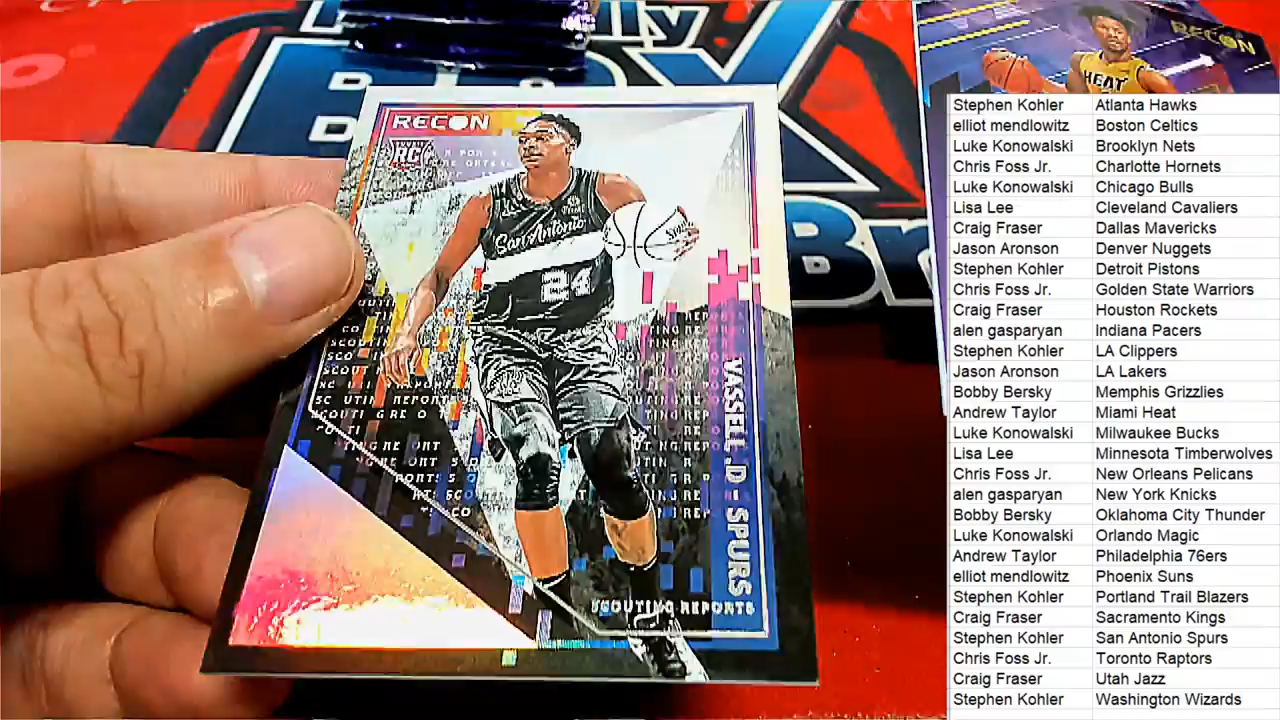 RECON
RC
San Antonio
24
VASSELL .D - SPURS
SCOUTING REPORTS
RECON
HEAT
Stephen Kohler Atlanta Hawks
elliot mendlowitz Boston Celtics
Luke Konowalski Brooklyn Nets
Chris Foss Jr. Charlotte Hornets
Luke Konowalski Chicago Bulls
Lisa Lee Cleveland Cavaliers
Craig Fraser Dallas Mavericks
Jason Aronson Denver Nuggets
Stephen Kohler Detroit Pistons
Chris Foss Jr. Golden State Warriors
Craig Fraser Houston Rockets
alen gasparyan Indiana Pacers
Stephen Kohler LA Clippers
Jason Aronson LA Lakers
Bobby Bersky Memphis Grizzlies
Andrew Taylor Miami Heat
Luke Konowalski Milwaukee Bucks
Lisa Lee Minnesota Timberwolves
Chris Foss Jr. New Orleans Pelicans
alen gasparyan New York Knicks
Bobby Bersky Oklahoma City Thunder
Luke Konowalski Orlando Magic
Andrew Taylor Philadelphia 76ers
elliot mendlowitz Phoenix Suns
Stephen Kohler Portland Trail Blazers
Craig Fraser Sacramento Kings
Stephen Kohler San Antonio Spurs
Chris Foss Jr. Toronto Raptors
Craig Fraser Utah Jazz
Stephen Kohler Washington Wizards